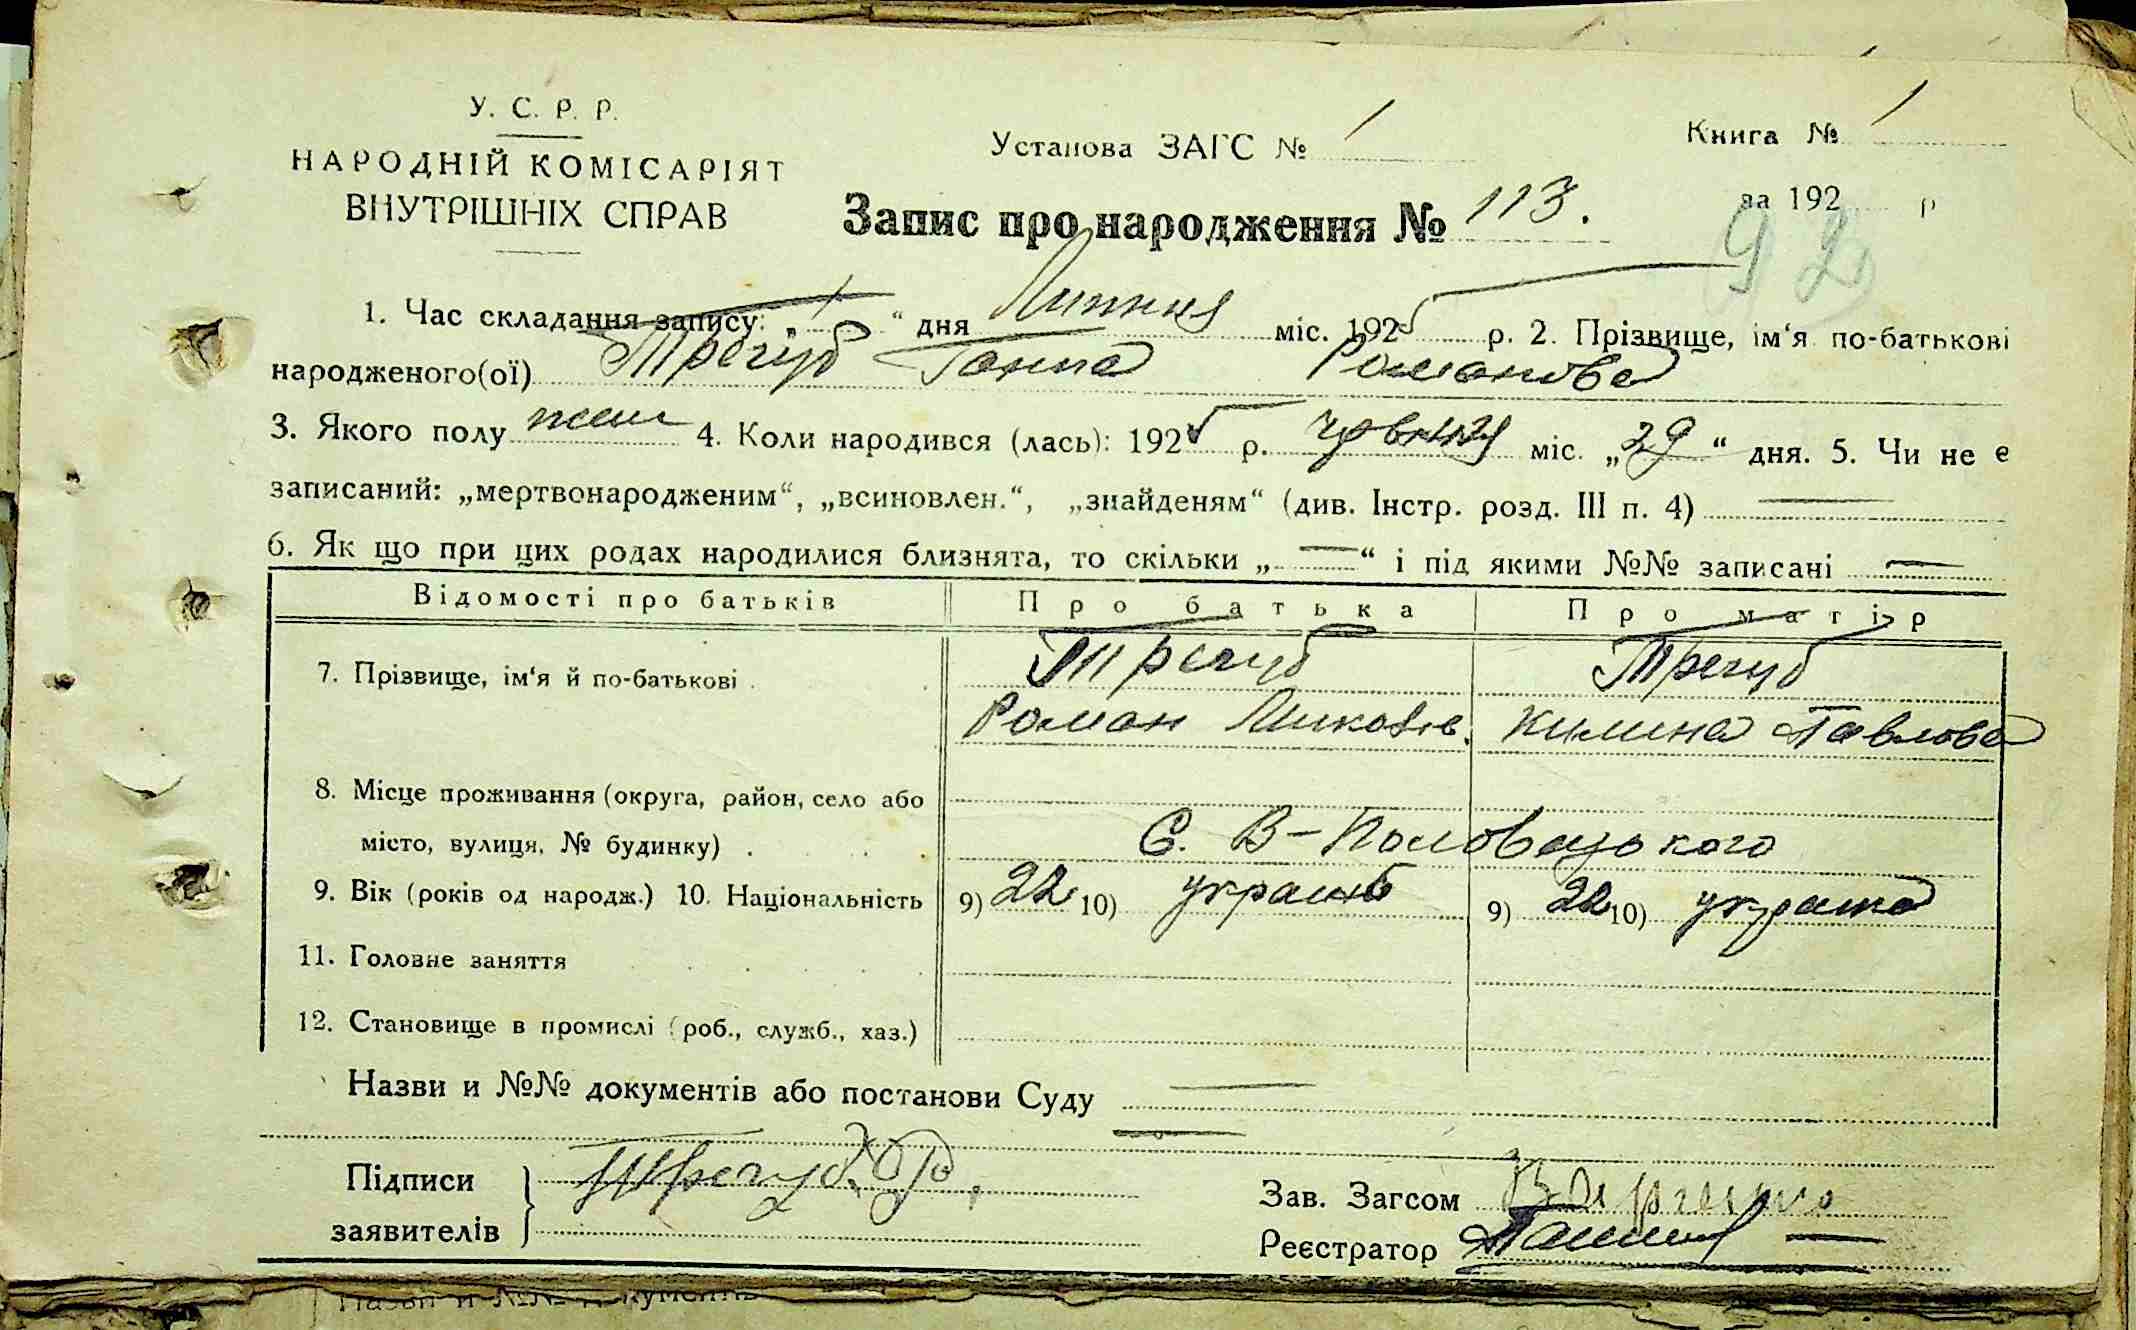 У. С. Р. Р.
НАРОДНІЙ КОМІСАРІЯТ
ВНУТРІШНІХ СПРАВ
Установа ЗАГС № 1
Книга № 1
за 192 р
Запис про народження № 113.
92
1. Час складання запису: „1“ дня Липня міс. 1925 р. 2. Прізвище, ім‘я по-батькові
народженого(ої) Трегуб Ганна Романова
3. Якого полу жін 4. Коли народився (лась): 1925 р. червня міс. „29“ дня. 5. Чи не є
записаний: „мертвонародженим“, „всиновлен.“, „знайденям“ (див. Інстр. розд. III п. 4) —
6. Як що при цих родах народилися близнята, то скільки „—“ і під якими №№ записані —
Відомості про батьків Про батька Про матір
7. Прізвище, ім‘я й по-батькові . Трегуб Трегуб
Роман Килина Павлова
8. Місце проживання (округа, район, село або
місто, вулиця, № будинку) . С. В-Половецького
9. Вік (років од народж.) 10. Національність 9) 22 10) 9) 22 10)
11. Головне заняття
12. Становище в промислі (роб., служб., хаз.)
Назви и №№ документів або постанови Суду —
Підписи
заявителів
Трегуб.
Зав. Загсом
Реєстратор
Назви и №№ документів